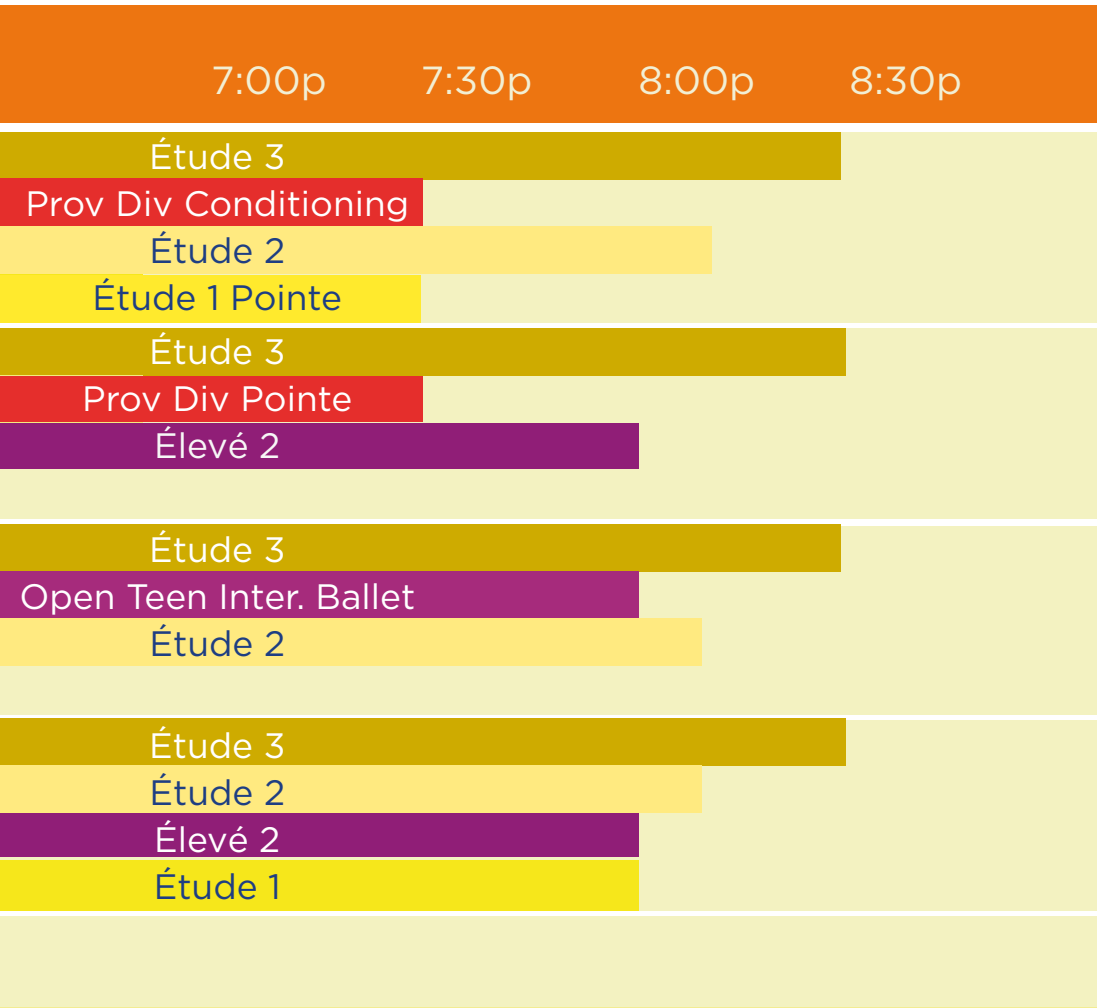 7:00p 7:30p 8:00p 8:30p
Étude 3
Prov Div Conditioning
Étude 2
Étude 1 Pointe
Étude 3
Prov Div Pointe
Élevé 2
Étude 3
Open Teen Inter. Ballet
Étude 2
Étude 3
Étude 2
Élevé 2
Étude 1